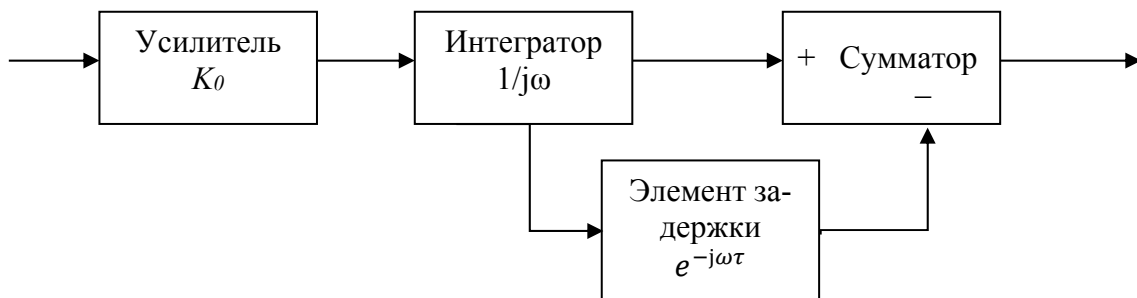 Усилитель
K0
Интегратор
1/jω
+ Сумматор
–
Элемент за-
держки
e^{−jωτ}